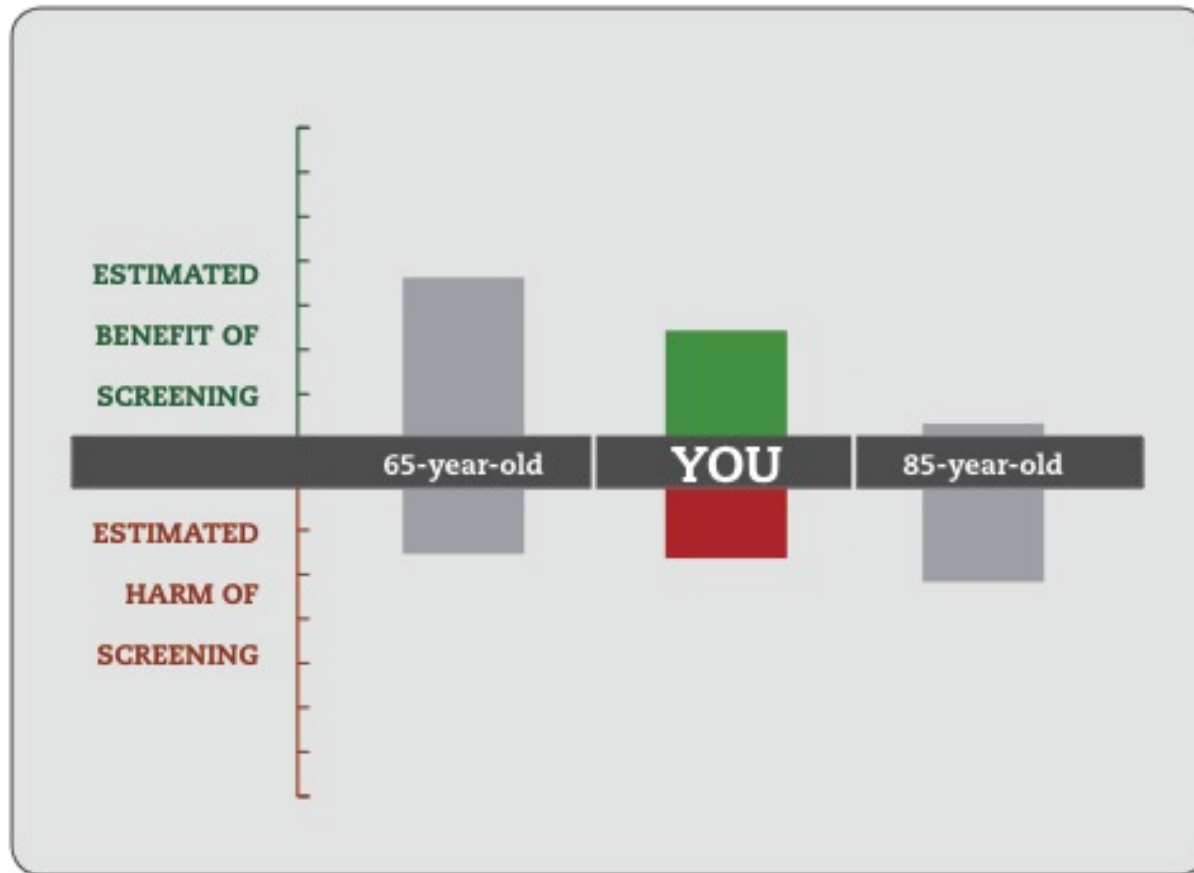 ESTIMATED
BENEFIT OF
SCREENING
65-year-old
YOU
85-year-old
ESTIMATED
HARM OF
SCREENING